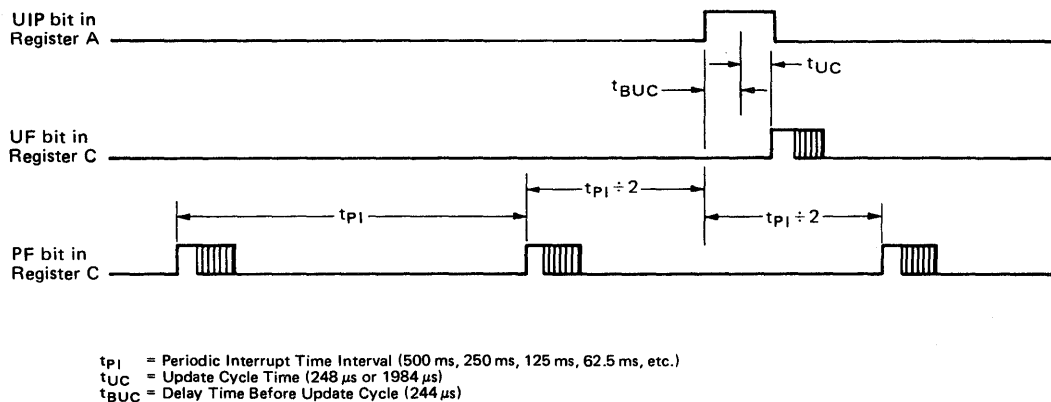 UIP bit in
Register A
tUC
tBUC
UF bit in
Register C
tPI ÷ 2
tPI
tPI ÷ 2
PF bit in
Register C
tPI = Periodic Interrupt Time Interval (500 ms, 250 ms, 125 ms, 62.5 ms, etc.)
tUC = Update Cycle Time (248 μs or 1984 μs)
tBUC = Delay Time Before Update Cycle (244 μs)